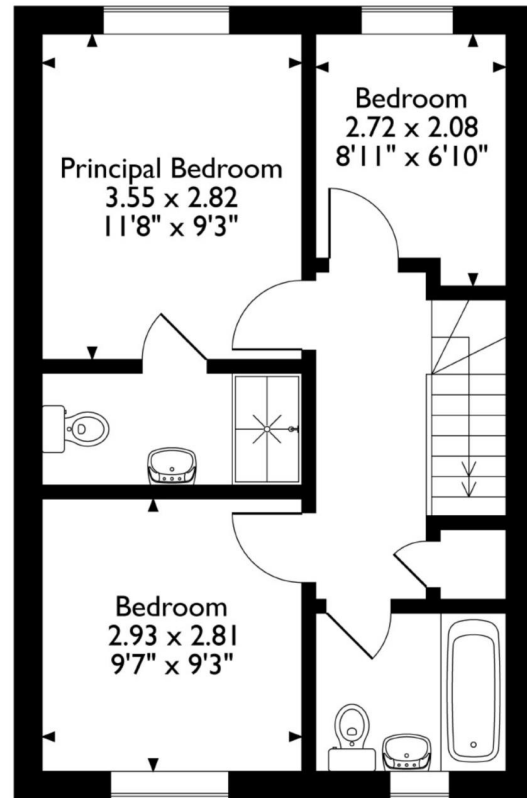 Principal Bedroom
3.55 x 2.82
11'8" x 9'3"
Bedroom
2.72 x 2.08
8'11" x 6'10"
Bedroom
2.93 x 2.81
9'7" x 9'3"